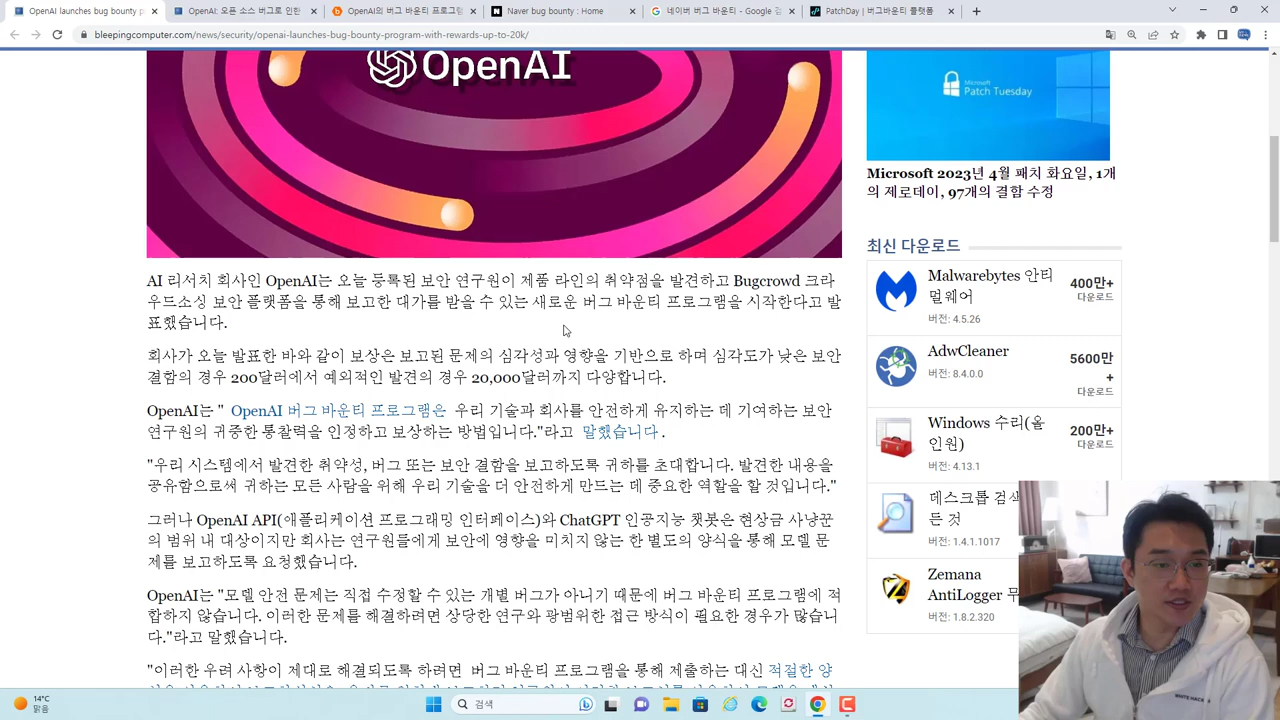 OpenAI launches bug bounty p
OpenAI: 오픈 소스 버그로 인한
OpenAI의 버그 바운티 프로그램
Naver bug bounty : Home
네이버 버그 바운티 - Google 검
PatchDay | 버그바운티 플랫폼
bleepingcomputer.com/news/security/openai-launches-bug-bounty-program-with-rewards-up-to-20k/
OpenAI
AI 리서치 회사인 OpenAI는 오늘 등록된 보안 연구원이 제품 라인의 취약점을 발견하고 Bugcrowd 크라
우드소싱 보안 플랫폼을 통해 보고한 대가를 받을 수 있는 새로운 버그 바운티 프로그램을 시작한다고 발
표했습니다.
회사가 오늘 발표한 바와 같이 보상은 보고된 문제의 심각성과 영향을 기반으로 하며 심각도가 낮은 보안
결함의 경우 200달러에서 예외적인 발견의 경우 20,000달러까지 다양합니다.
OpenAI는 " OpenAI 버그 바운티 프로그램은 우리 기술과 회사를 안전하게 유지하는 데 기여하는 보안
연구원의 귀중한 통찰력을 인정하고 보상하는 방법입니다."라고 말했습니다 .
"우리 시스템에서 발견한 취약성, 버그 또는 보안 결함을 보고하도록 귀하를 초대합니다. 발견한 내용을
공유함으로써 귀하는 모든 사람을 위해 우리 기술을 더 안전하게 만드는 데 중요한 역할을 할 것입니다."
그러나 OpenAI API(애플리케이션 프로그래밍 인터페이스)와 ChatGPT 인공지능 챗봇은 현상금 사냥꾼
의 범위 내 대상이지만 회사는 연구원들에게 보안에 영향을 미치지 않는 한 별도의 양식을 통해 모델 문
제를 보고하도록 요청했습니다.
OpenAI는 "모델 안전 문제는 직접 수정할 수 있는 개별 버그가 아니기 때문에 버그 바운티 프로그램에 적
합하지 않습니다. 이러한 문제를 해결하려면 상당한 연구와 광범위한 접근 방식이 필요한 경우가 많습니
다."라고 말했습니다.
"이러한 우려 사항이 제대로 해결되도록 하려면 버그 바운티 프로그램을 통해 제출하는 대신 적절한 양
Microsoft
Patch Tuesday
Microsoft 2023년 4월 패치 화요일, 1개
의 제로데이, 97개의 결함 수정
최신 다운로드
Malwarebytes 안티
멀웨어
버전: 4.5.26
400만+
다운로드
AdwCleaner
버전: 8.4.0.0
5600만
+
다운로드
Windows 수리(올
인원)
버전: 4.13.1
200만+
다운로드
데스크톱 검색
든 것
버전: 1.4.1.1017
Zemana
AntiLogger 무
버전: 1.8.2.320
WHITE HACK
14°C
맑음
검색